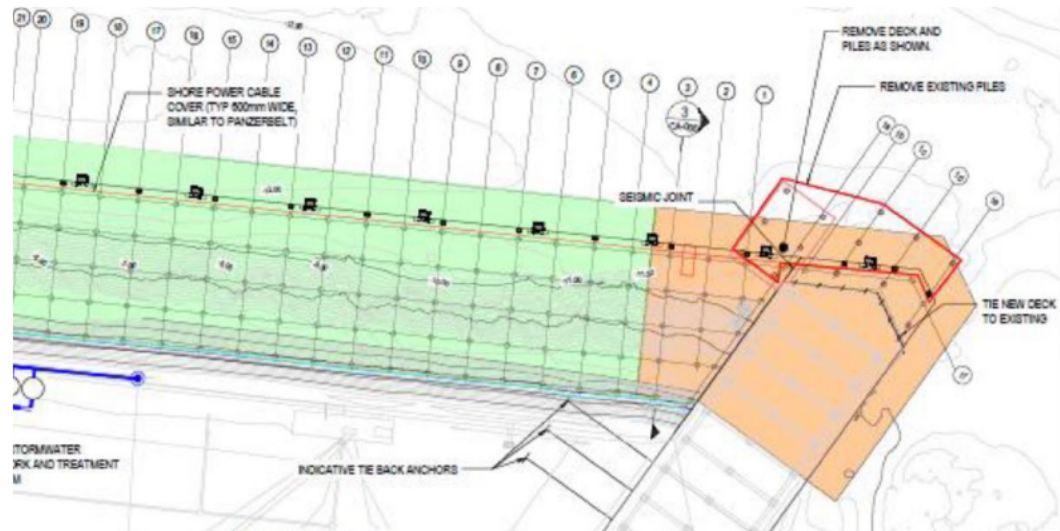 21
20
19
18
17
16
15
14
13
12
11
10
9
8
7
6
5
4
3
2
1
3
REMOVE DECK AND
PILES AS SHOWN.
REMOVE EXISTING PILES
SHORE POWER CABLE
COVER (TYP 600mm WIDE,
SIMILAR TO PANZERBELT)
SEISMIC JOINT
TIE NEW DECK
TO EXISTING
INDICATIVE TIE BACK ANCHORS
TORMWATER
ORK AND TREATMENT
M